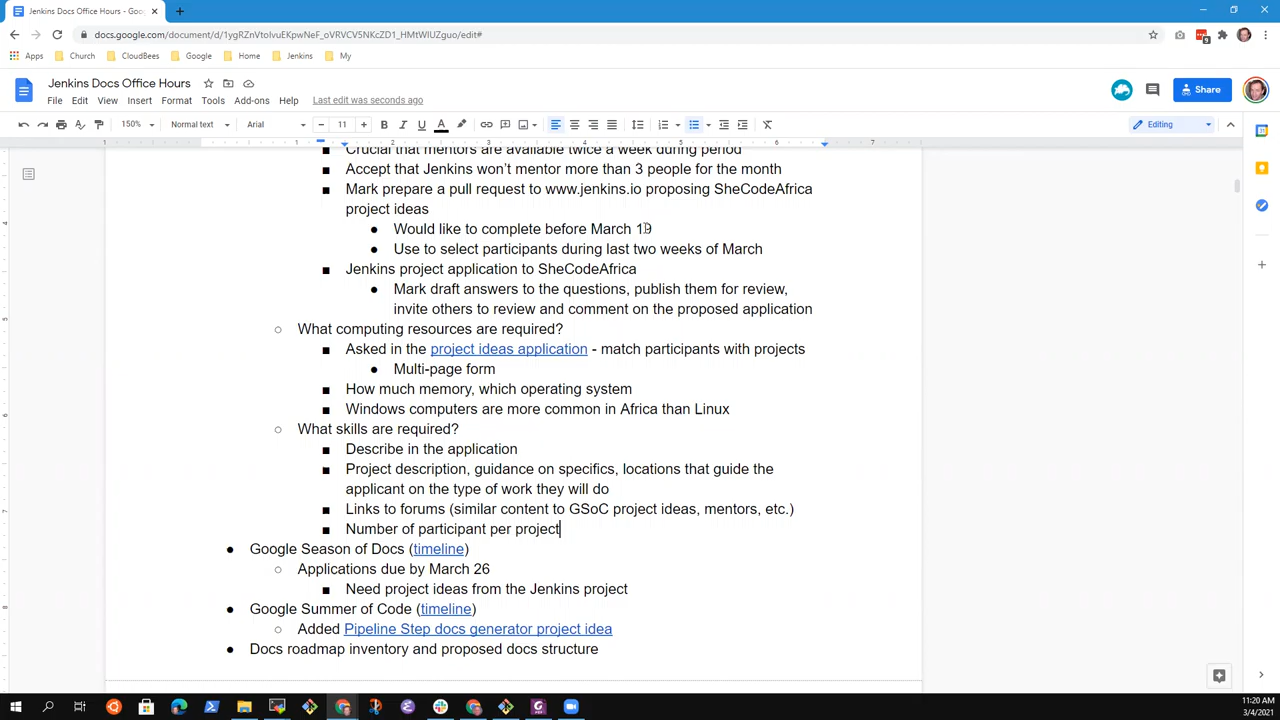 Jenkins Docs Office Hours - Goo
docs.google.com/document/d/1ygRZnVtoIvuEKpwNeF_oVRVCV5NKcZD1_HMtWIUZguo/edit#
Apps Church CloudBees Google Home Jenkins My
Jenkins Docs Office Hours
File Edit View Insert Format Tools Add-ons Help Last edit was seconds ago
Share
150% Normal text Arial 11 Editing
1 1 2 3 4 5 6 7
Crucial that mentors are available twice a week during period
Accept that Jenkins won't mentor more than 3 people for the month
Mark prepare a pull request to www.jenkins.io proposing SheCodeAfrica
project ideas
Would like to complete before March 19
Use to select participants during last two weeks of March
Jenkins project application to SheCodeAfrica
Mark draft answers to the questions, publish them for review,
invite others to review and comment on the proposed application
What computing resources are required?
Asked in the project ideas application - match participants with projects
Multi-page form
How much memory, which operating system
Windows computers are more common in Africa than Linux
What skills are required?
Describe in the application
Project description, guidance on specifics, locations that guide the
applicant on the type of work they will do
Links to forums (similar content to GSoC project ideas, mentors, etc.)
Number of participant per project
Google Season of Docs (timeline)
Applications due by March 26
Need project ideas from the Jenkins project
Google Summer of Code (timeline)
Added Pipeline Step docs generator project idea
Docs roadmap inventory and proposed docs structure
11:20 AM
3/4/2021